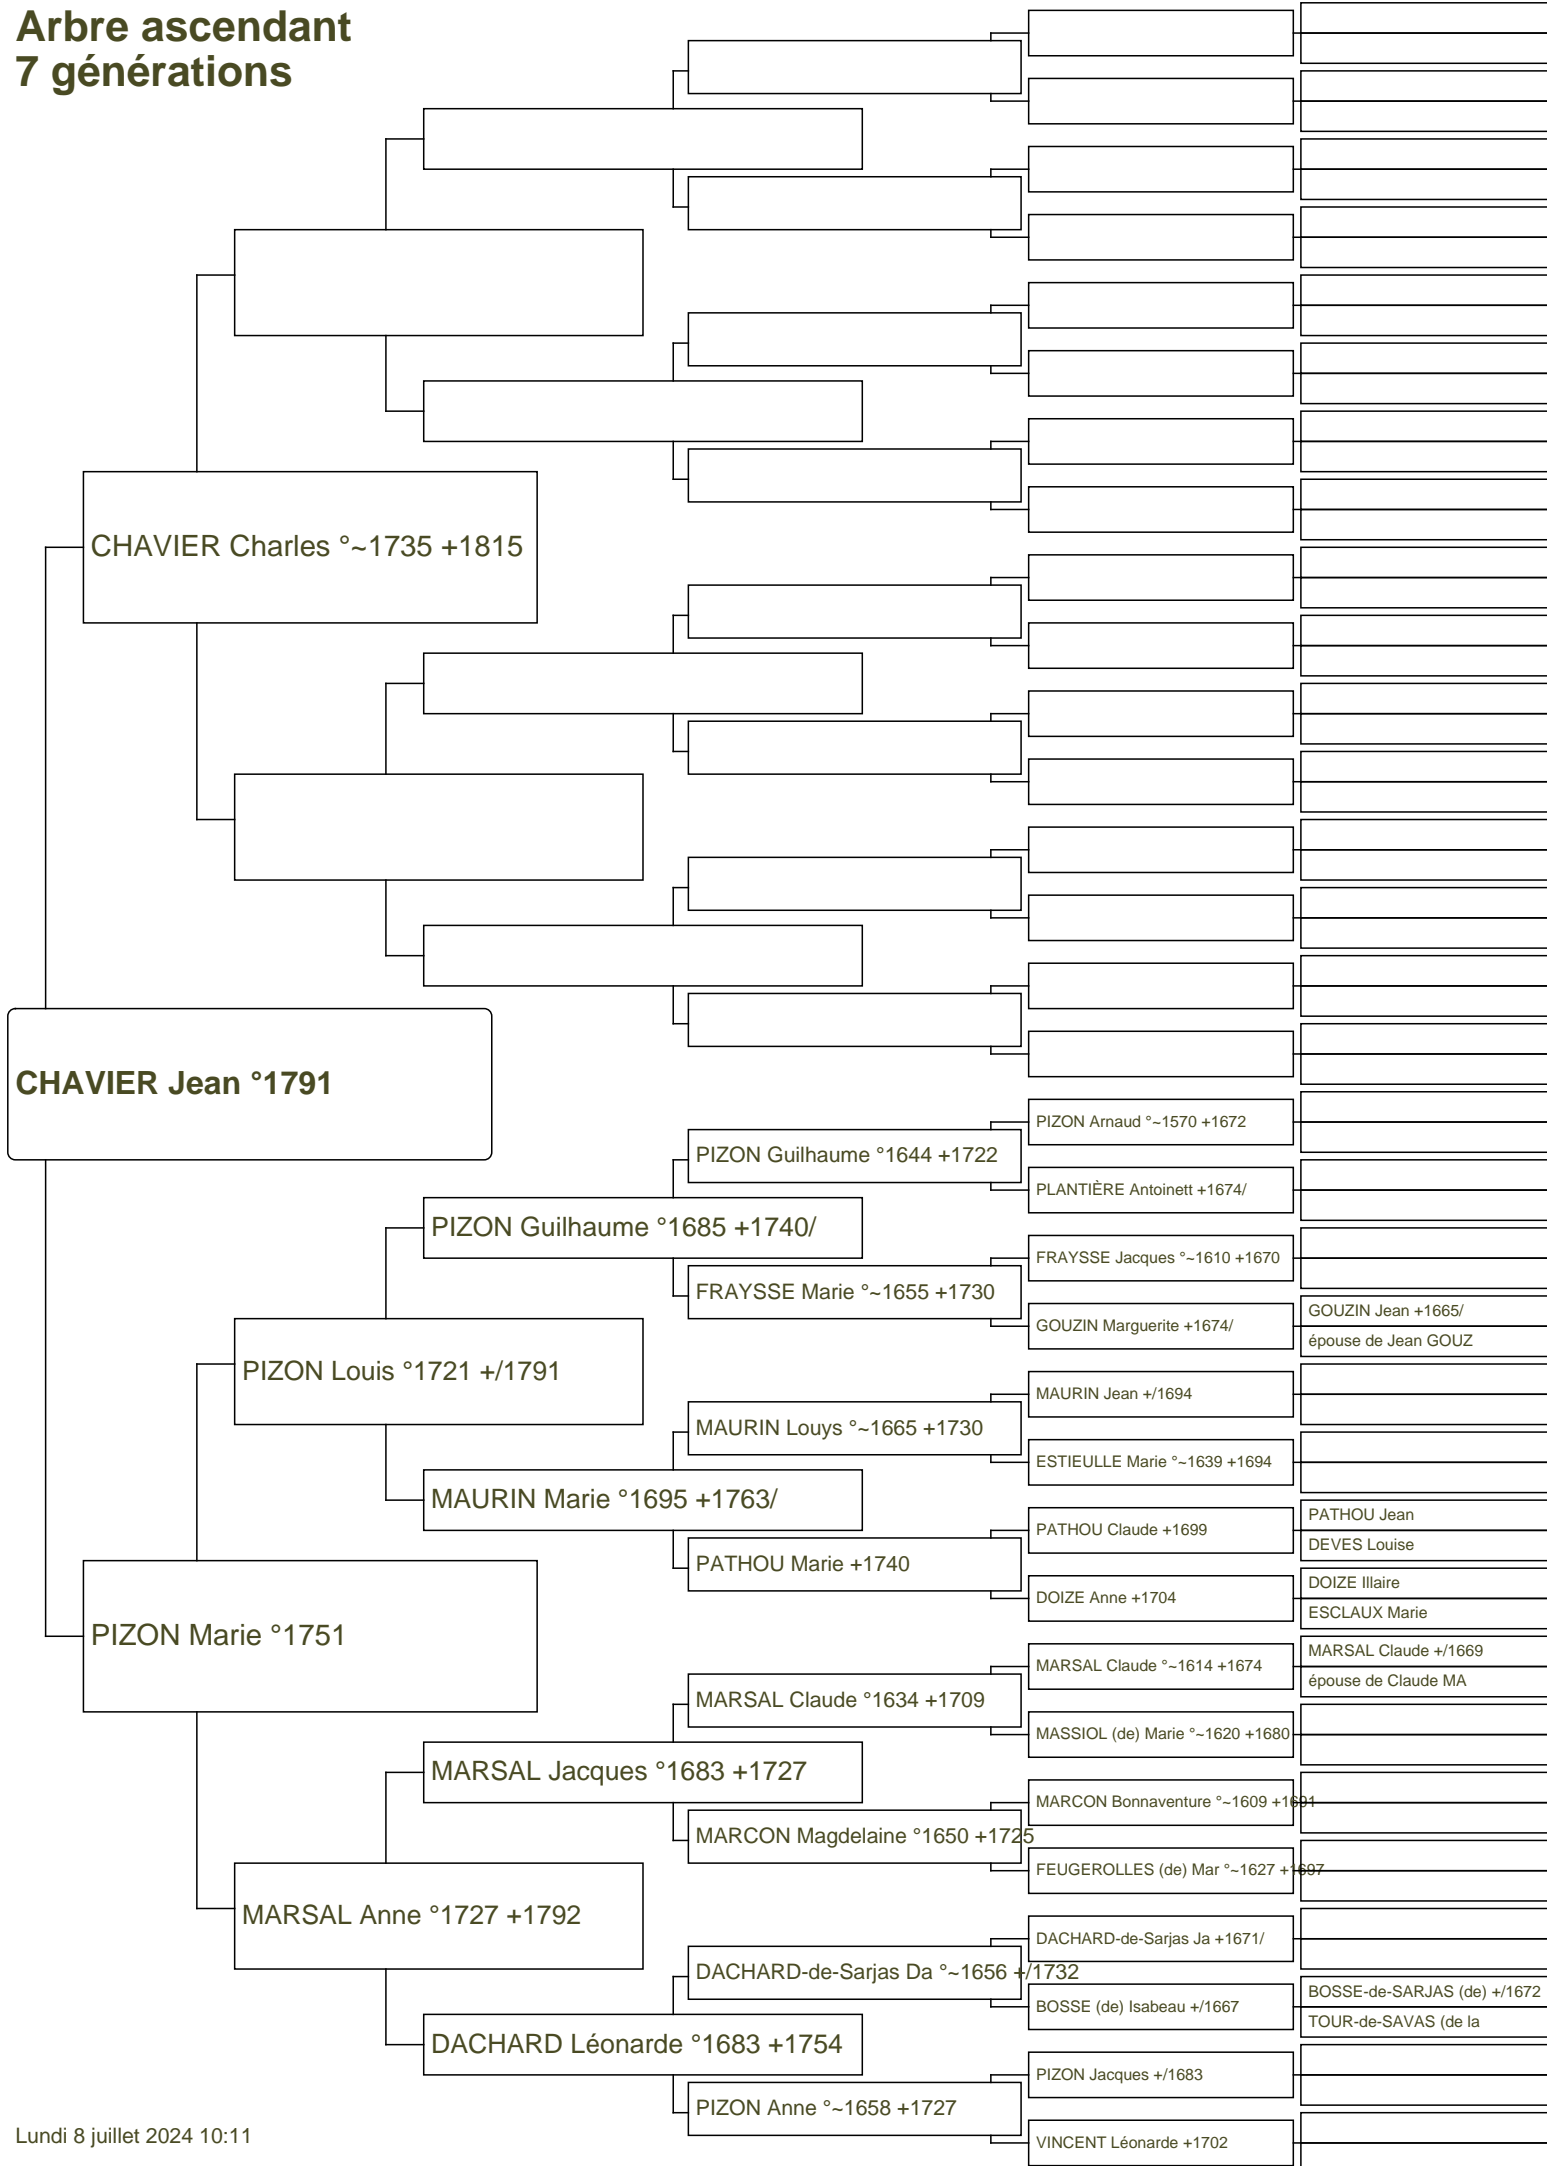 Arbre ascendant
7 générations
CHAVIER Charles °~1735 +1815
CHAVIER Jean °1791
PIZON Arnaud °~1570 +1672
PIZON Guilhaume °1644 +1722
PLANTIÈRE Antoinett +1674/
PIZON Guilhaume °1685 +1740/
FRAYSSE Jacques °~1610 +1670
FRAYSSE Marie °~1655 +1730
GOUZIN Jean +1665/
GOUZIN Marguerite +1674/
épouse de Jean GOUZ
PIZON Louis °1721 +/1791
MAURIN Jean +/1694
MAURIN Louys °~1665 +1730
ESTIEULLE Marie °~1639 +1694
MAURIN Marie °1695 +1763/
PATHOU Jean
PATHOU Claude +1699
DEVES Louise
PATHOU Marie +1740
DOIZE Illaire
DOIZE Anne +1704
ESCLAUX Marie
PIZON Marie °1751
MARSAL Claude +/1669
MARSAL Claude °~1614 +1674
épouse de Claude MA
MARSAL Claude °1634 +1709
MASSIOL (de) Marie °~1620 +1680
MARSAL Jacques °1683 +1727
MARCON Bonnaventure °~1609 +1691
MARCON Magdelaine °1650 +1725
FEUGEROLLES (de) Mar °~1627 +1697
MARSAL Anne °1727 +1792
DACHARD-de-Sarjas Ja +1671/
DACHARD-de-Sarjas Da °~1656 +/1732
BOSSE-de-SARJAS (de) +/1672
BOSSE (de) Isabeau +/1667
TOUR-de-SAVAS (de la
DACHARD Léonarde °1683 +1754
PIZON Jacques +/1683
PIZON Anne °~1658 +1727
VINCENT Léonarde +1702
Lundi 8 juillet 2024 10:11